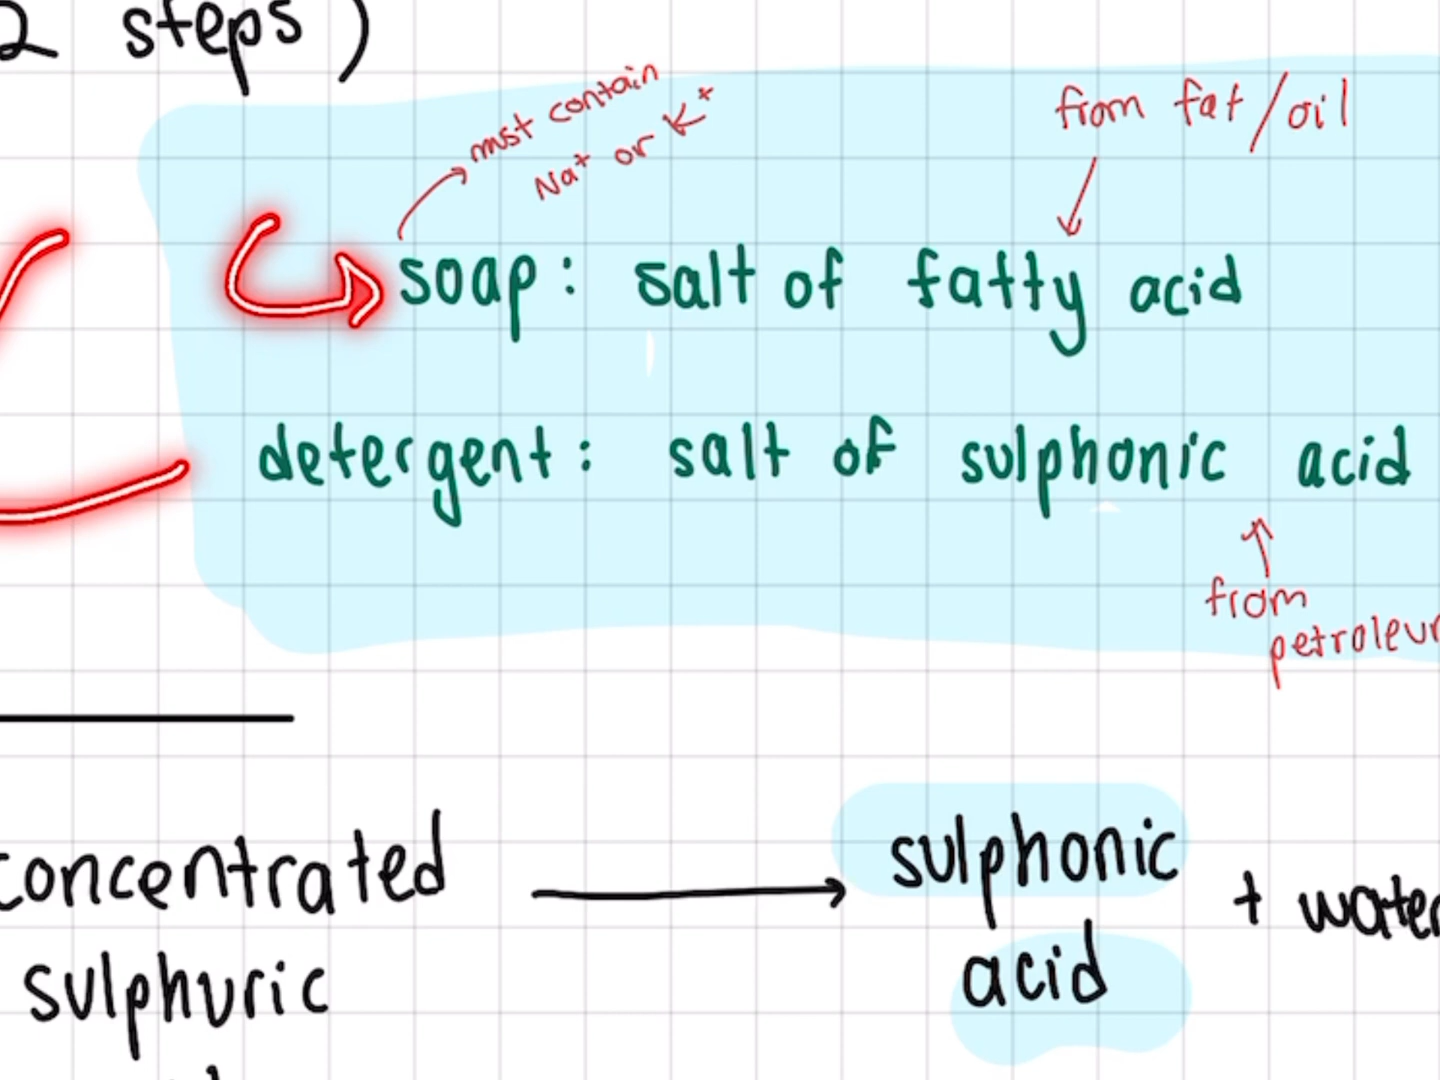 2 steps)
must contain
Na+ or K+
from fat/oil
soap: salt of fatty acid
detergent: salt of sulphonic acid
from
concentrated
sulphuric
sulphonic
acid
+ water